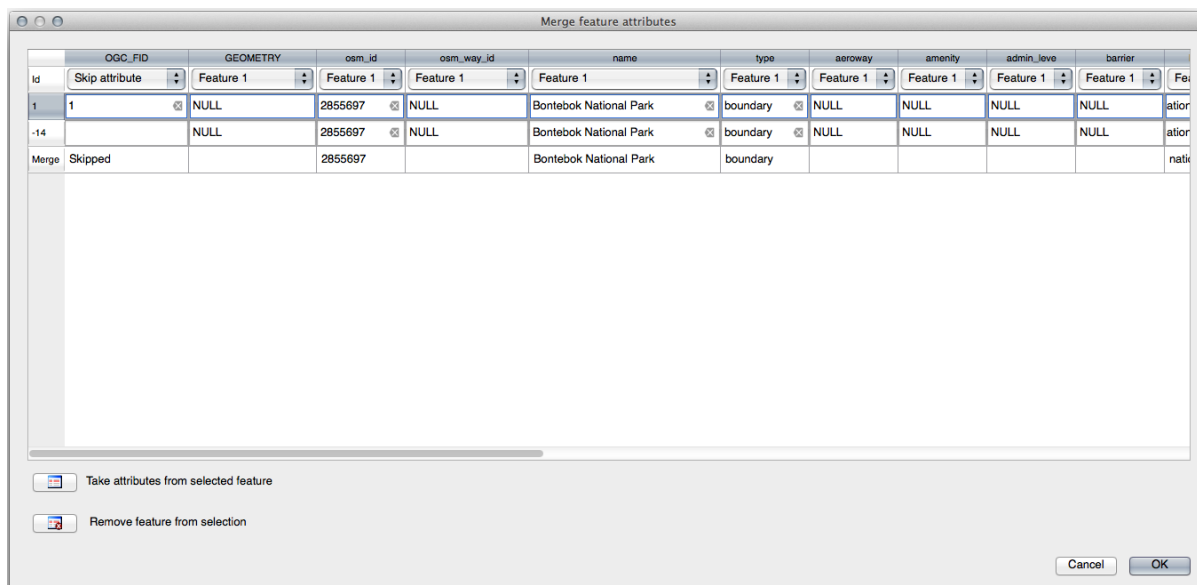 Merge feature attributes
OGC_FID GEOMETRY osm_id osm_way_id name type aeroway amenity admin_leve barrier
Id Skip attribute Feature 1 Feature 1 Feature 1 Feature 1 Feature 1 Feature 1 Feature 1 Feature 1 Feature 1 Fea
1 1 NULL 2855697 NULL Bontebok National Park boundary NULL NULL NULL NULL ation
-14 NULL 2855697 NULL Bontebok National Park boundary NULL NULL NULL NULL ation
Merge Skipped 2855697 Bontebok National Park boundary natio
Take attributes from selected feature
Remove feature from selection
Cancel OK